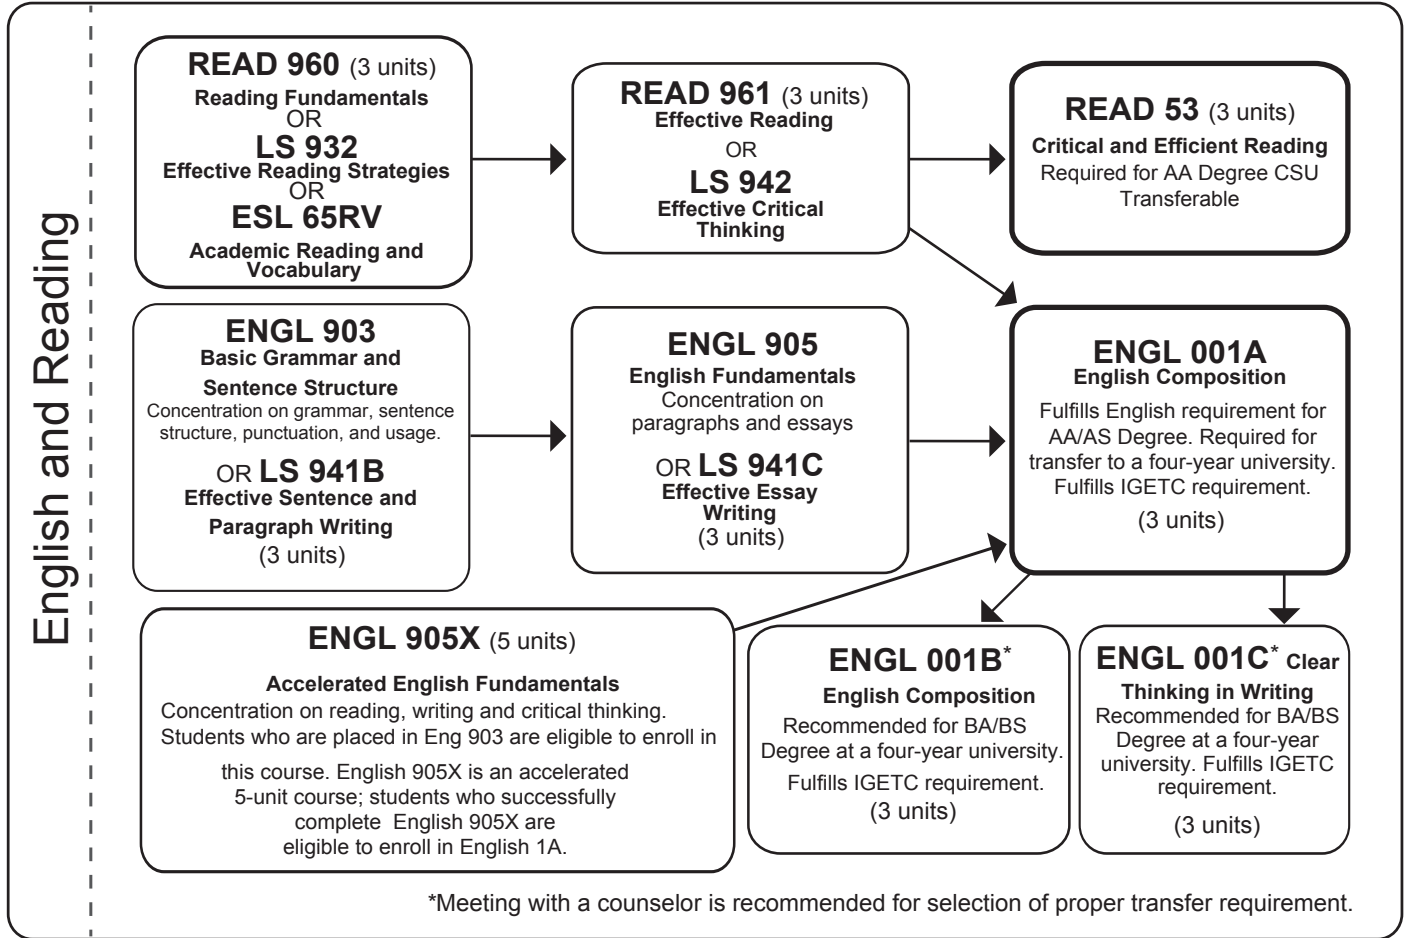 English and Reading
READ 960 (3 units)
Reading Fundamentals
OR
LS 932
Effective Reading Strategies
OR
ESL 65RV
Academic Reading and
Vocabulary
READ 961 (3 units)
Effective Reading
OR
LS 942
Effective Critical
Thinking
READ 53 (3 units)
Critical and Efficient Reading
Required for AA Degree CSU
Transferable
ENGL 903
Basic Grammar and
Sentence Structure
Concentration on grammar, sentence
structure, punctuation, and usage.
OR LS 941B
Effective Sentence and
Paragraph Writing
(3 units)
ENGL 905
English Fundamentals
Concentration on
paragraphs and essays
OR LS 941C
Effective Essay
Writing
(3 units)
ENGL 001A
English Composition
Fulfills English requirement for
AA/AS Degree. Required for
transfer to a four-year university.
Fulfills IGETC requirement.
(3 units)
ENGL 905X (5 units)
Accelerated English Fundamentals
Concentration on reading, writing and critical thinking.
Students who are placed in Eng 903 are eligible to enroll in
this course. English 905X is an accelerated
5-unit course; students who successfully
complete English 905X are
eligible to enroll in English 1A.
ENGL 001B*
English Composition
Recommended for BA/BS
Degree at a four-year university.
Fulfills IGETC requirement.
(3 units)
ENGL 001C* Clear
Thinking in Writing
Recommended for BA/BS
Degree at a four-year
university. Fulfills IGETC
requirement.
(3 units)
*Meeting with a counselor is recommended for selection of proper transfer requirement.